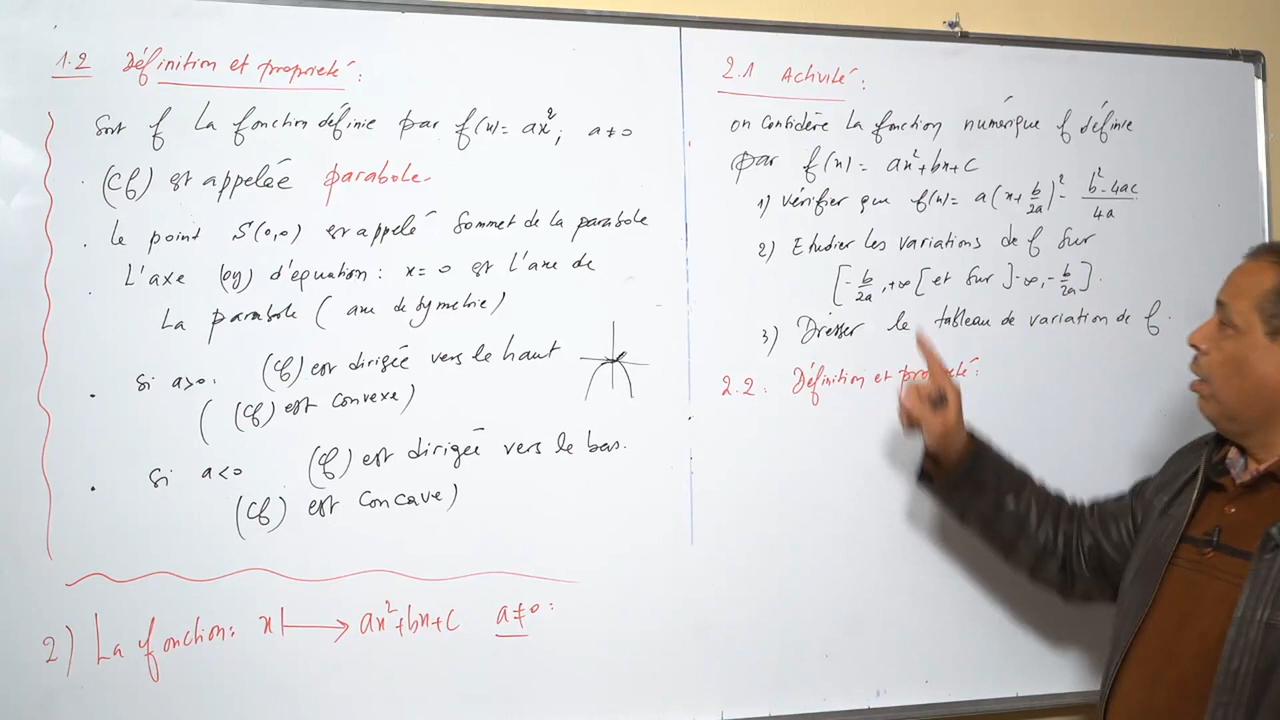 1.2 Définition et proprieté:
Soit f La fonction définie par f(x)= ax²; a≠0
(Cf) est appelée parabole.
. Le point S(0,0) est appelé Sommet de la parabole
. L'axe (oy) d'équation: x=0 est L'axe de
La parabole ( axe de symetrie)
. Si a>0. (Cf) est dirigée vers le haut
( (Cf) est convexe)
. Si a<0 (Cf) est dirigée vers le bas.
(Cf) est concave)
2) La fonction: x ↦ ax²+bx+c a≠0:
2.1 Activité:
on Considère La fonction numérique f définie
par f(x)= ax²+bx+c
1) Vérifier que f(x)= a(x+b/2a)² - (b²-4ac)/4a
2) Etudier les variations de f sur
[-b/2a,+∞[ et sur ]-∞,-b/2a].
3) Drésser le tableau de variation de f.
2.2. Définition et propriété: